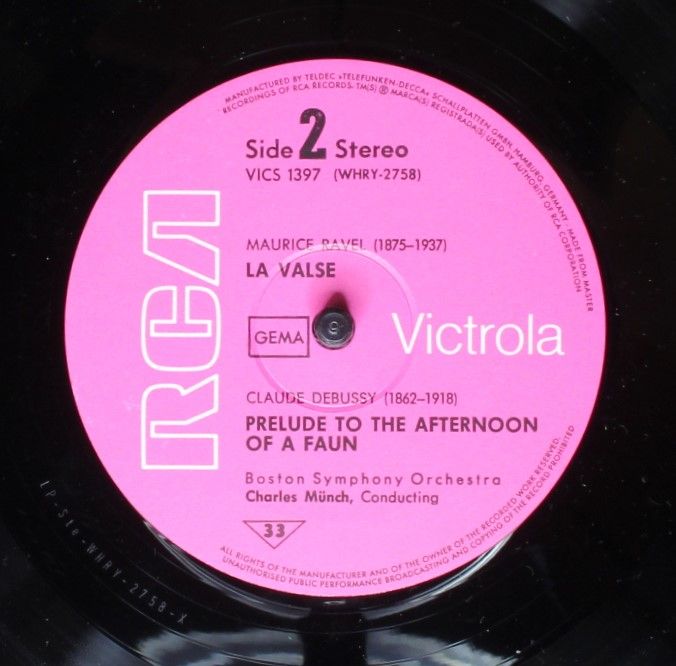 MANUFACTURED BY TELDEC »TELEFUNKEN-DECCA« SCHALLPLATTEN GMBH, HAMBURG, GERMANY · MADE FROM MASTER
RECORDINGS OF RCA RECORDS. TM(S) ® MARCA(S) REGISTRADA(S) USED BY AUTHORITY OF RCA CORPORATION
Side 2 Stereo
VICS 1397 (WHRY-2758)
RCA
MAURICE RAVEL (1875–1937)
LA VALSE
GEMA
Victrola
CLAUDE DEBUSSY (1862–1918)
PRELUDE TO THE AFTERNOON
OF A FAUN
Boston Symphony Orchestra
Charles Münch, Conducting
33
ALL RIGHTS OF THE MANUFACTURER AND OF THE OWNER OF THE RECORDED WORK RESERVED.
UNAUTHORISED PUBLIC PERFORMANCE BROADCASTING AND COPYING OF THE RECORD PROHIBITED
LP-Ste-WHRY-2758-X